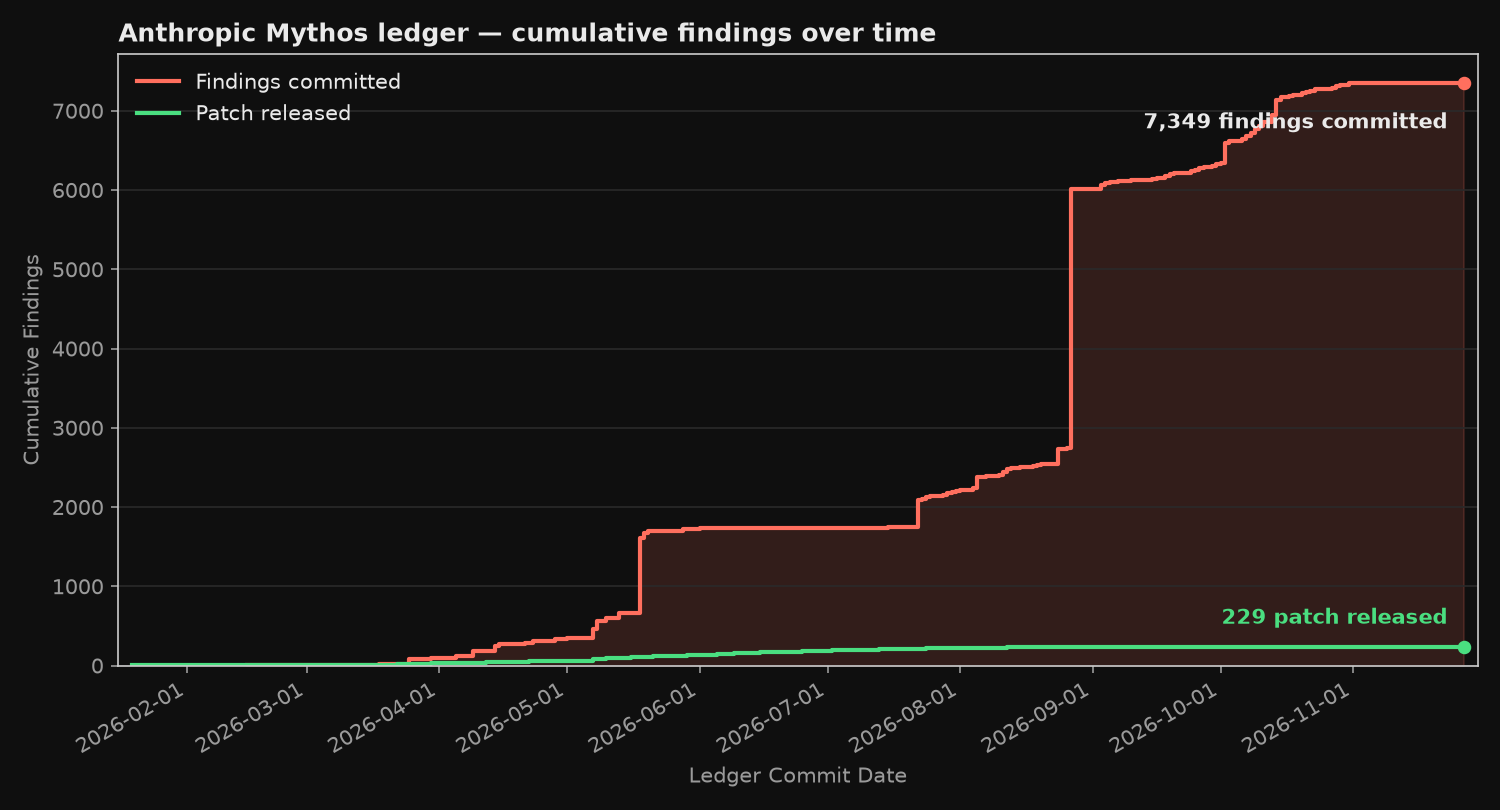 Anthropic Mythos ledger — cumulative findings over time
Findings committed
Patch released
7,349 findings committed
229 patch released
Cumulative Findings
7000
6000
5000
4000
3000
2000
1000
0
2026-02-01
2026-03-01
2026-04-01
2026-05-01
2026-06-01
2026-07-01
2026-08-01
2026-09-01
2026-10-01
2026-11-01
Ledger Commit Date